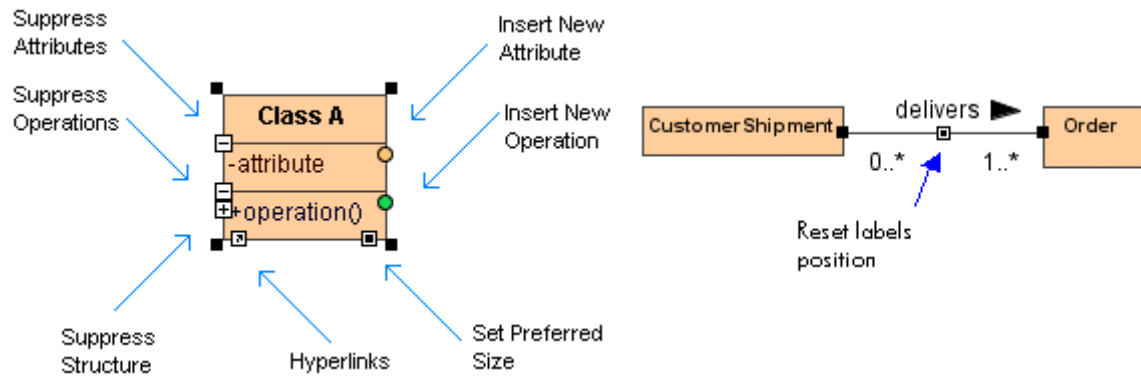 Suppress
Attributes
Insert New
Attribute
Suppress
Operations
Class A
Insert New
Operation
-attribute
+operation()
Suppress
Structure
Hyperlinks
Set Preferred
Size
delivers
CustomerShipment
Order
0..*
1..*
Reset labels
position